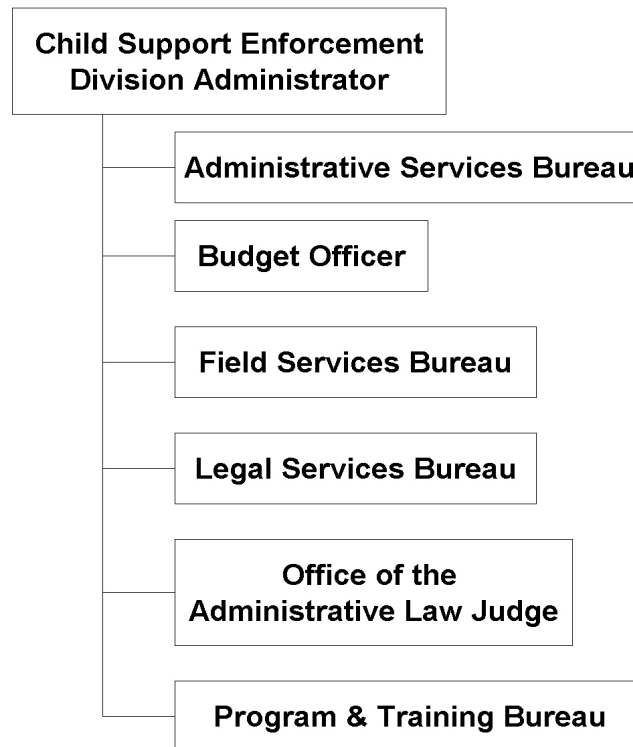 Child Support Enforcement
Division Administrator
Administrative Services Bureau
Budget Officer
Field Services Bureau
Legal Services Bureau
Office of the
Administrative Law Judge
Program & Training Bureau